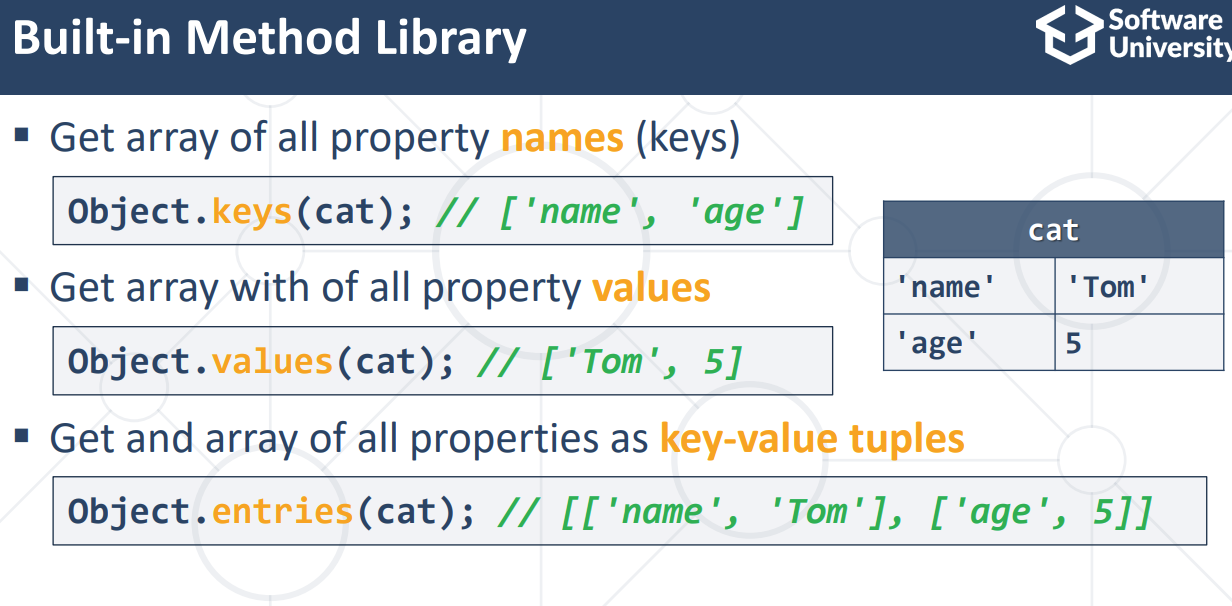 Built-in Method Library
Software
University
▪ Get array of all property names (keys)
Object.keys(cat); // ['name', 'age']
▪ Get array with of all property values
Object.values(cat); // ['Tom', 5]
▪ Get and array of all properties as key-value tuples
Object.entries(cat); // [['name', 'Tom'], ['age', 5]]
cat
'name' 'Tom'
'age' 5